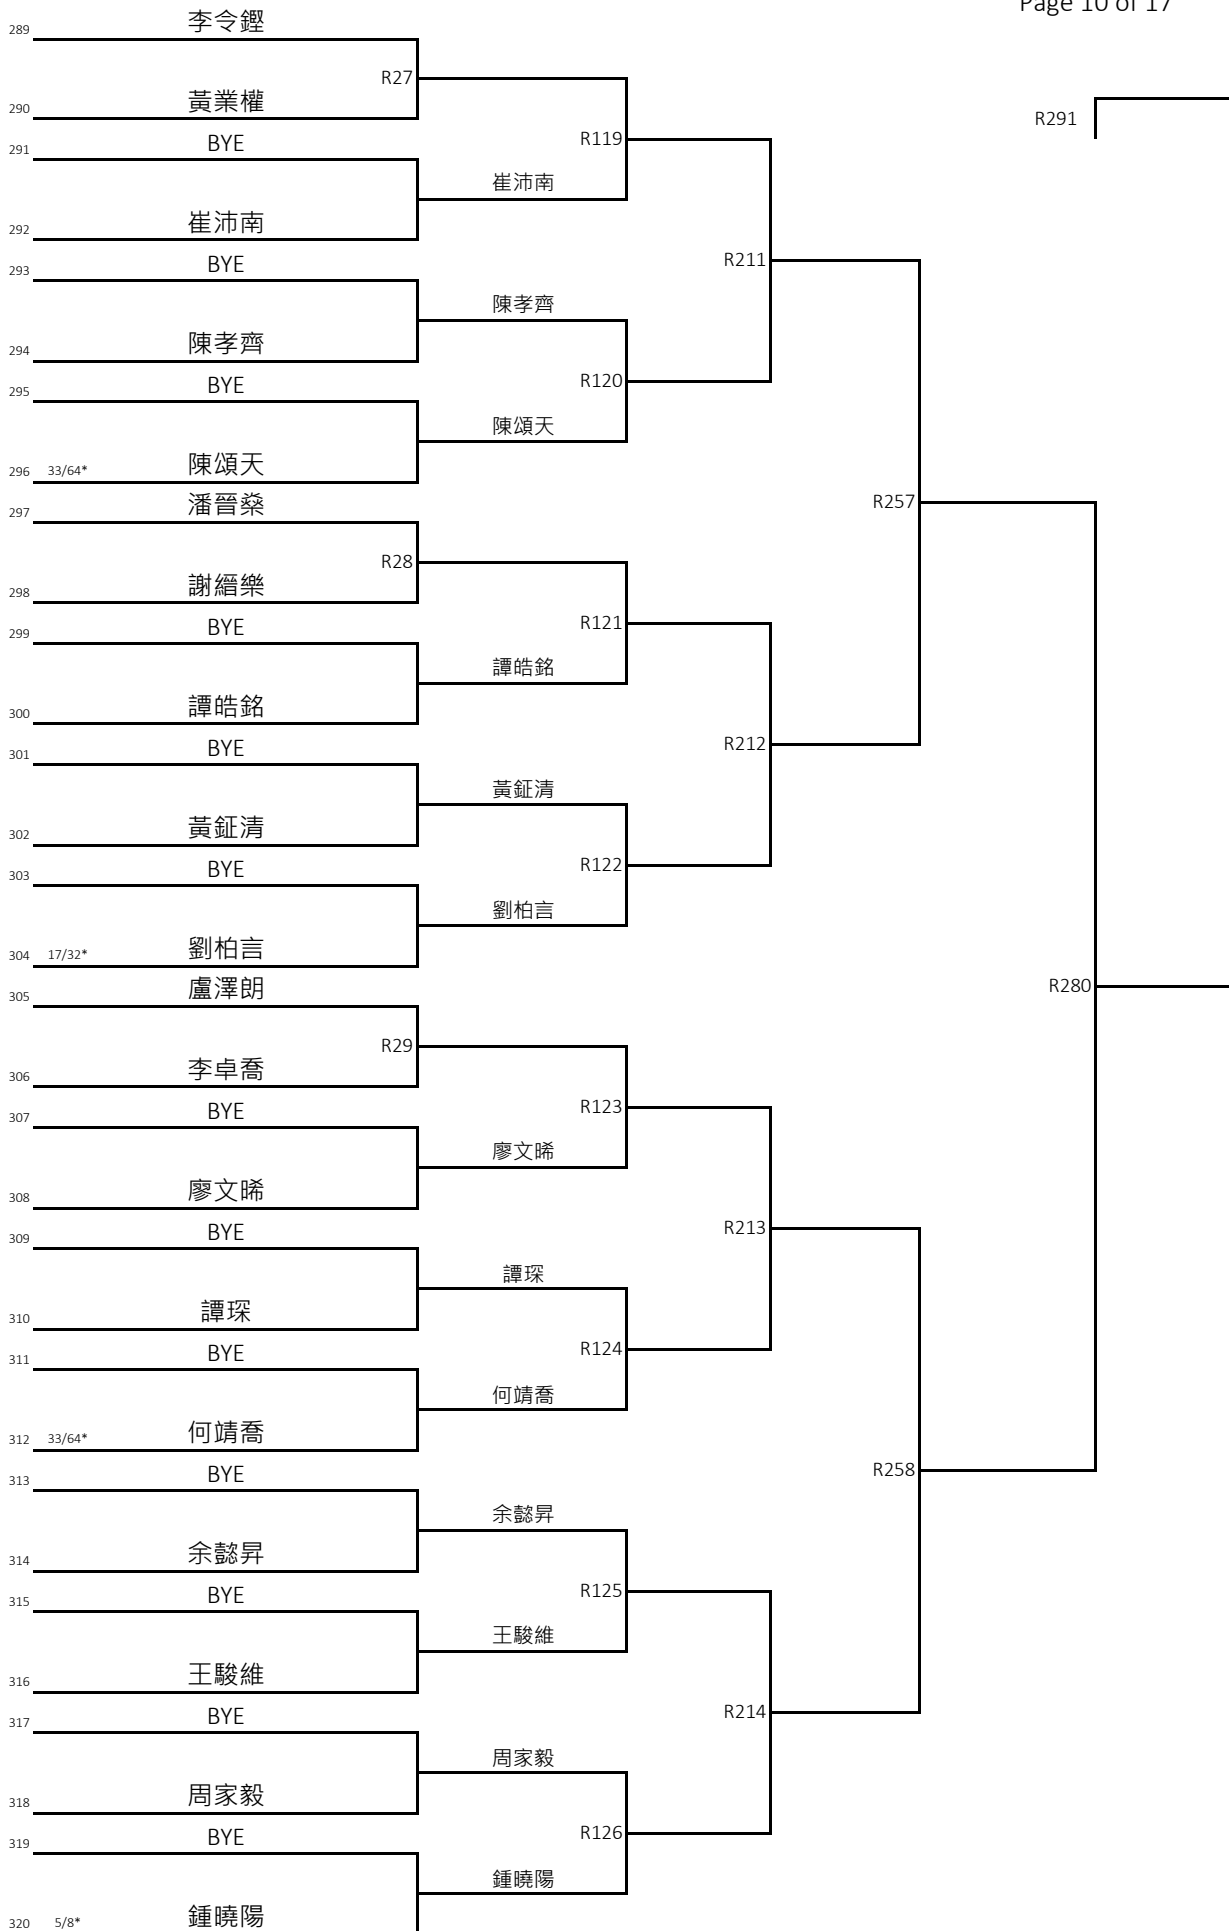 Page 10 of 17
289 李令鏗
R27
290 黃業權
291 BYE
R119
崔沛南
292 崔沛南
R291
293 BYE
R211
陳孝齊
294 陳孝齊
295 BYE
R120
陳頌天
296 33/64* 陳頌天
297 潘晉燊
R257
298 謝縉樂
R28
299 BYE
R121
譚皓銘
300 譚皓銘
301 BYE
R212
黃鉦清
302 黃鉦清
303 BYE
R122
劉柏言
304 17/32* 劉柏言
305 盧澤朗
R280
306 李卓喬
R29
307 BYE
R123
廖文晞
308 廖文晞
309 BYE
R213
譚琛
310 譚琛
311 BYE
R124
何靖喬
312 33/64* 何靖喬
313 BYE
R258
余懿昇
314 余懿昇
315 BYE
R125
王駿維
316 王駿維
317 BYE
R214
周家毅
318 周家毅
319 BYE
R126
鍾曉陽
320 5/8* 鍾曉陽